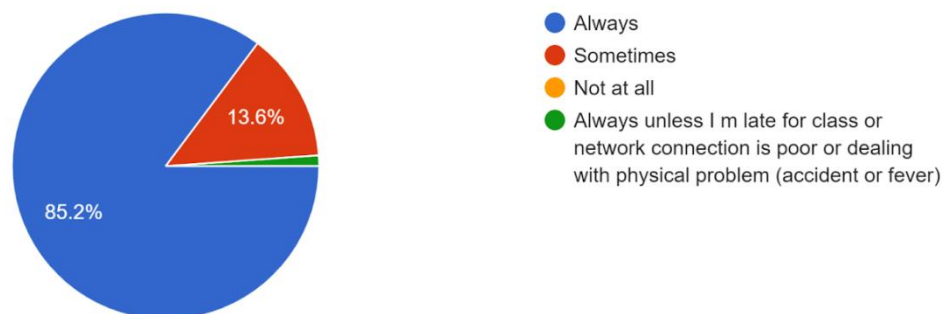 Always
Sometimes
Not at all
Always unless I m late for class or
network connection is poor or dealing
with physical problem (accident or fever)
13.6%
85.2%